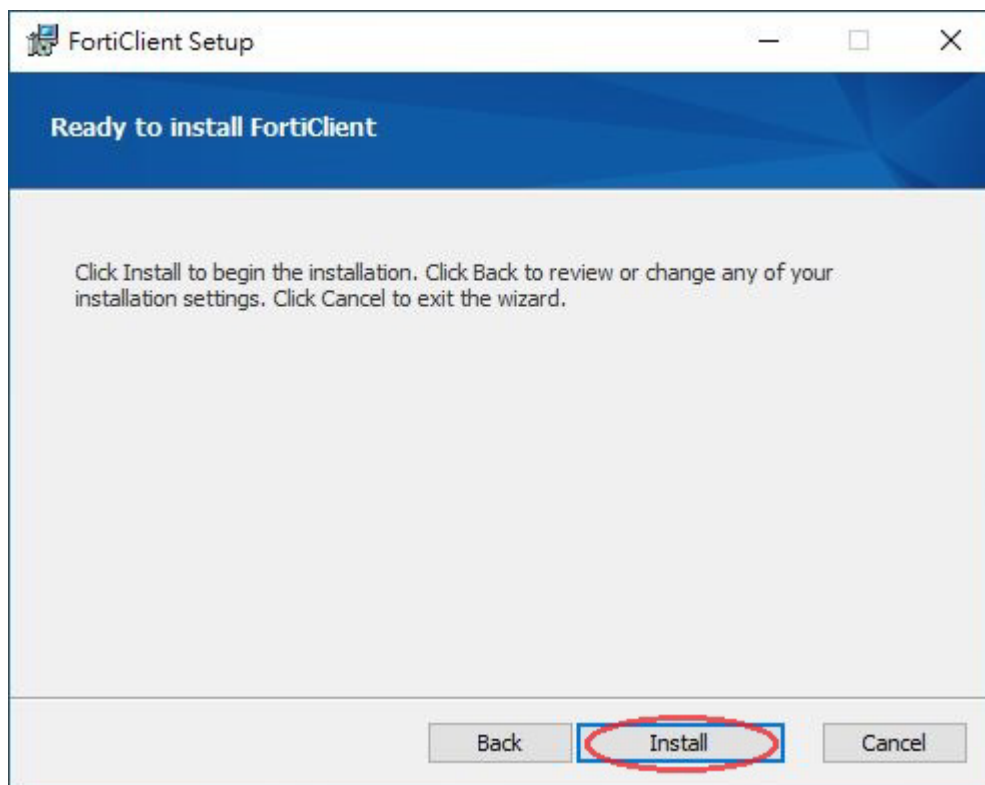 FortiClient Setup
Ready to install FortiClient
Click Install to begin the installation. Click Back to review or change any of your
installation settings. Click Cancel to exit the wizard.
Back
Install
Cancel